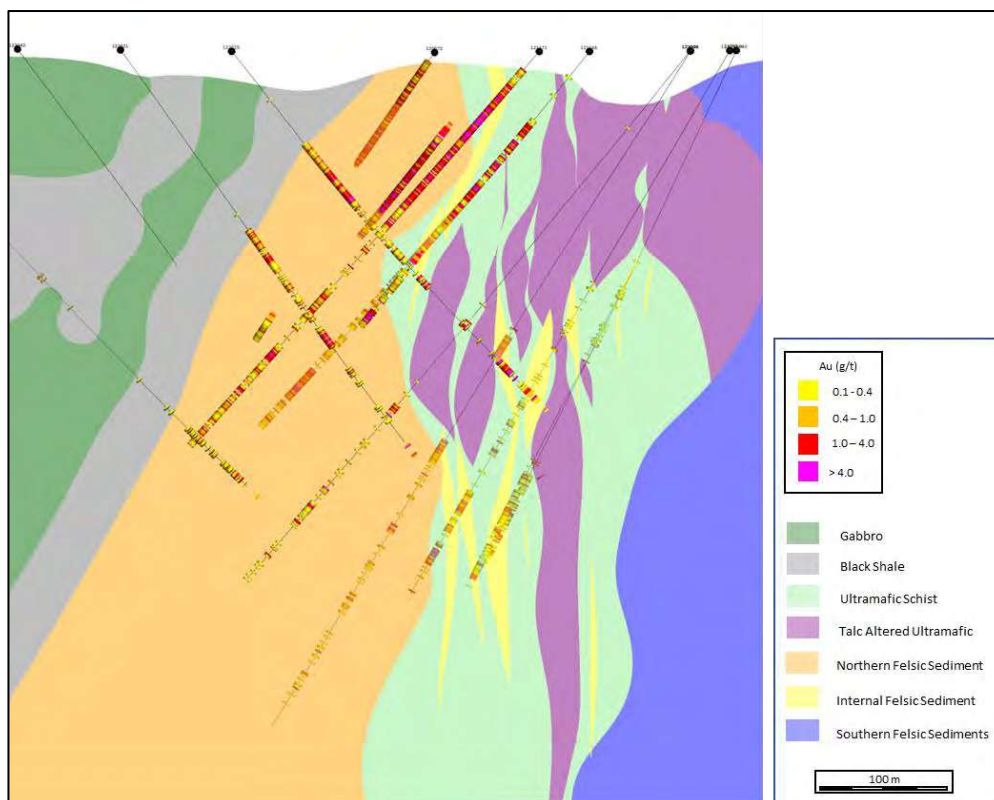 Au (g/t)
0.1 - 0.4
0.4 – 1.0
1.0 – 4.0
> 4.0
Gabbro
Black Shale
Ultramafic Schist
Talc Altered Ultramafic
Northern Felsic Sediment
Internal Felsic Sediment
Southern Felsic Sediments
100 m